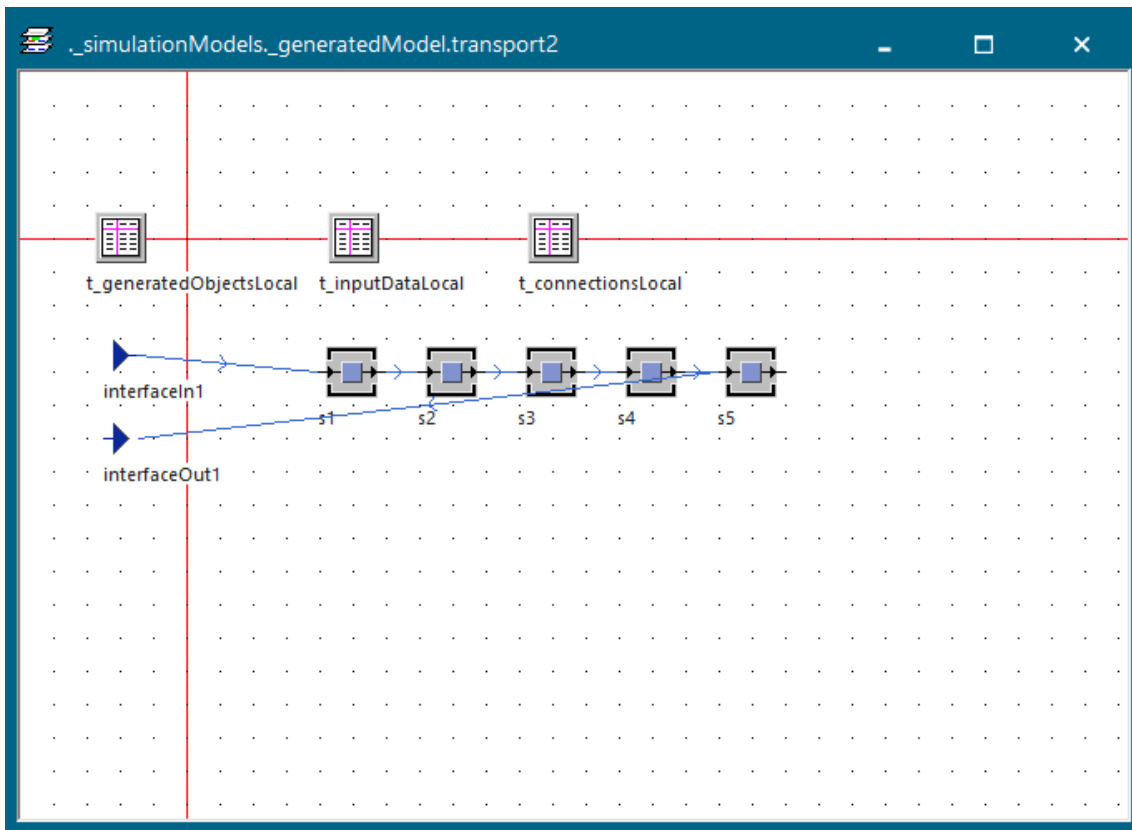 ._simulationModels._generatedModel.transport2
t_generatedObjectsLocal t_inputDataLocal t_connectionsLocal
interfaceIn1
s1 s2 s3 s4 s5
interfaceOut1